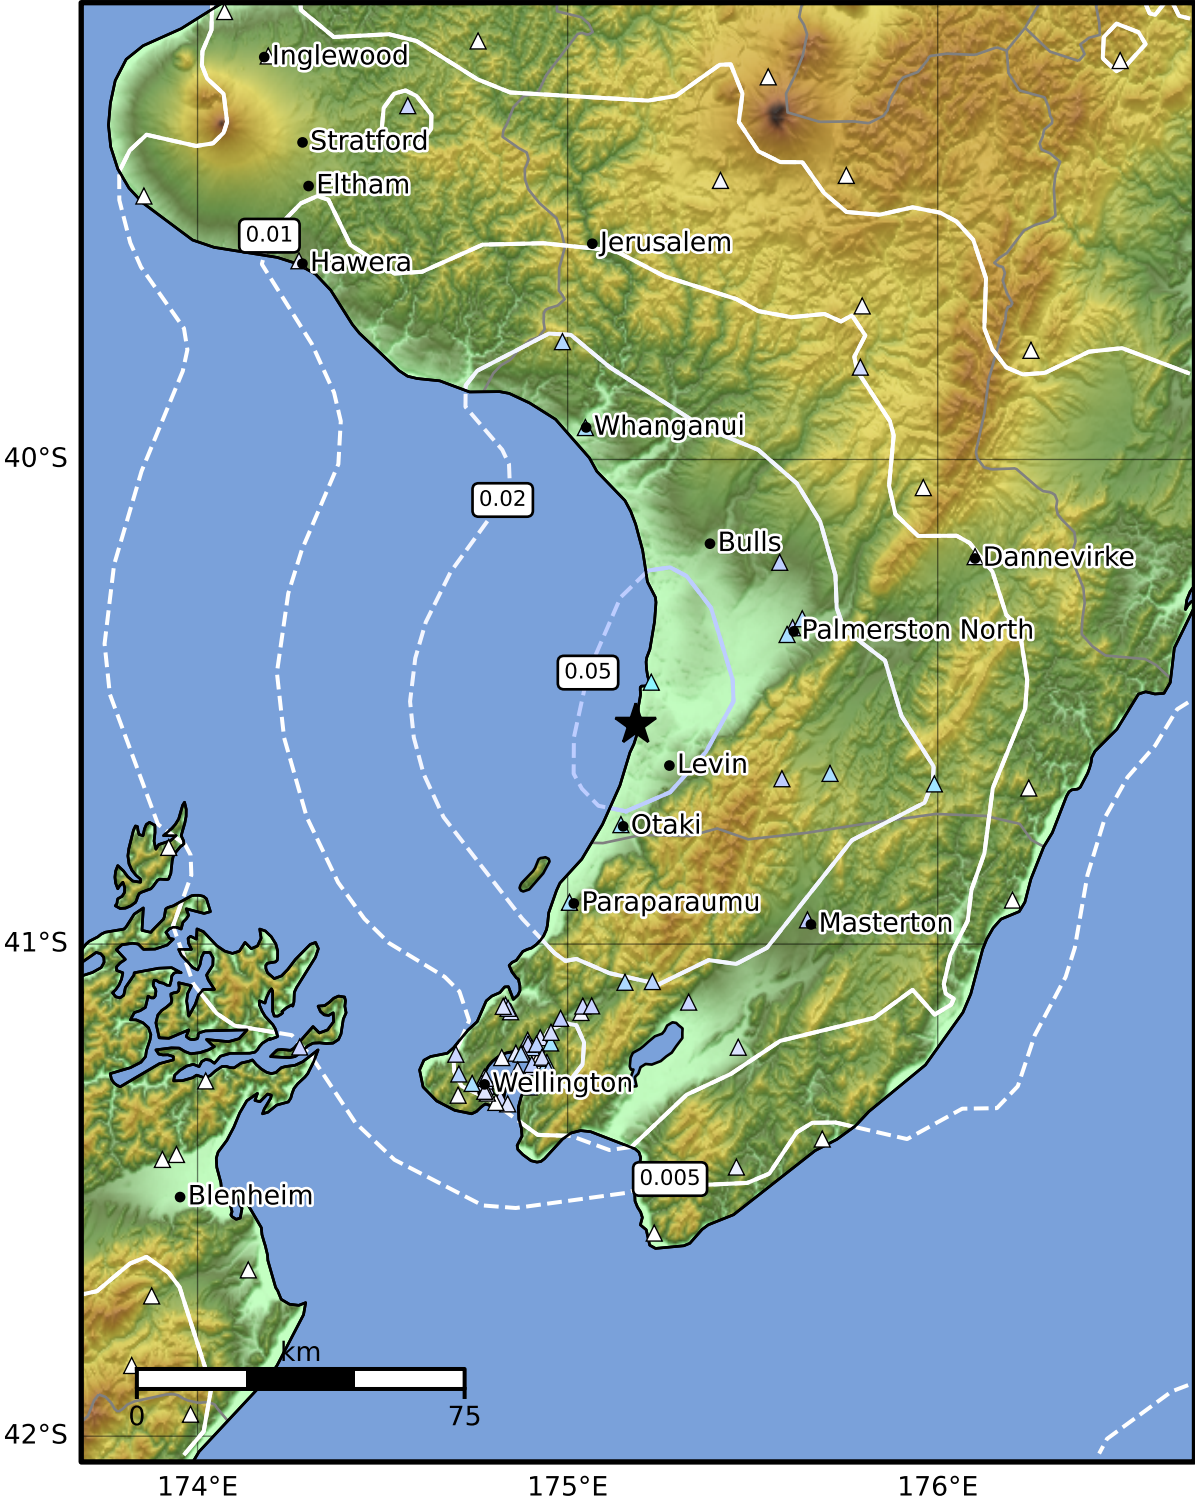 Inglewood
Stratford
Eltham
0.01
Jerusalem
Hawera
Whanganui
40°S
0.02
Bulls
Dannevirke
Palmerston North
0.05
Levin
Otaki
Paraparaumu
Masterton
41°S
Wellington
0.005
Blenheim
km
0
75
42°S
174°E
175°E
176°E